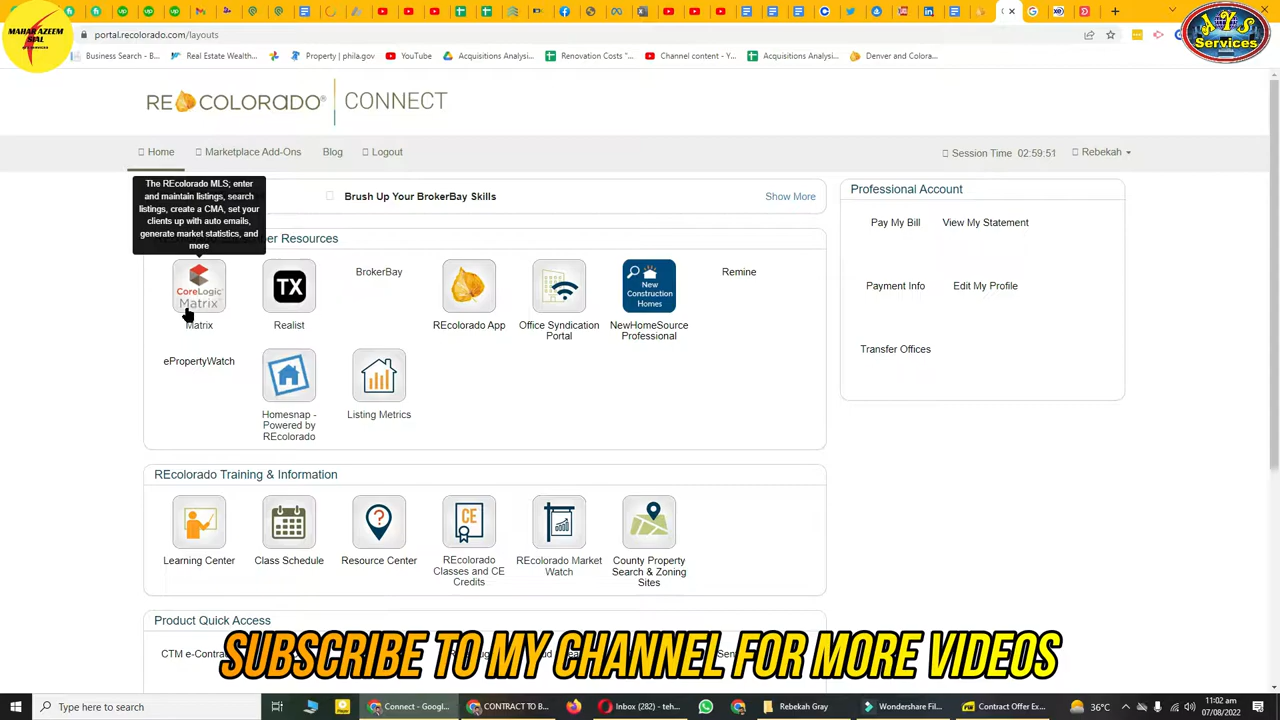 MAHAR AZEEM
SIAL
AYS
Services
portal.recolorado.com/layouts
Business Search - B...
Real Estate Wealth...
Property | phila.gov
YouTube
Acquisitions Analysi...
Renovation Costs "...
Channel content - Y...
Acquisitions Analysi...
Denver and Colora...
RECOLORADO® CONNECT
Home
Marketplace Add-Ons
Blog
Logout
Session Time 02:59:51
Rebekah
The REcolorado MLS; enter
and maintain listings, search
listings, create a CMA, set your
clients up with auto emails,
generate market statistics, and
more
Brush Up Your BrokerBay Skills
Show More
Professional Account
Pay My Bill
View My Statement
Payment Info
Edit My Profile
Transfer Offices
Resources
CoreLogic
Matrix
Matrix
TX
Realist
BrokerBay
REcolorado App
Office Syndication
Portal
New
Construction
Homes
NewHomeSource
Professional
Remine
ePropertyWatch
Homesnap -
Powered by
REcolorado
Listing Metrics
REcolorado Training & Information
Learning Center
Class Schedule
Resource Center
CE
REcolorado
Classes and CE
Credits
REcolorado Market
Watch
County Property
Search & Zoning
Sites
Product Quick Access
CTM e-Contr
SUBSCRIBE TO MY CHANNEL FOR MORE VIDEOS
Type here to search
Connect - Googl...
CONTRACT TO B...
Inbox (282) - teh...
Rebekah Gray
Wondershare Fil...
Contract Offer Ex...
36°C
11:02 am
07/08/2022